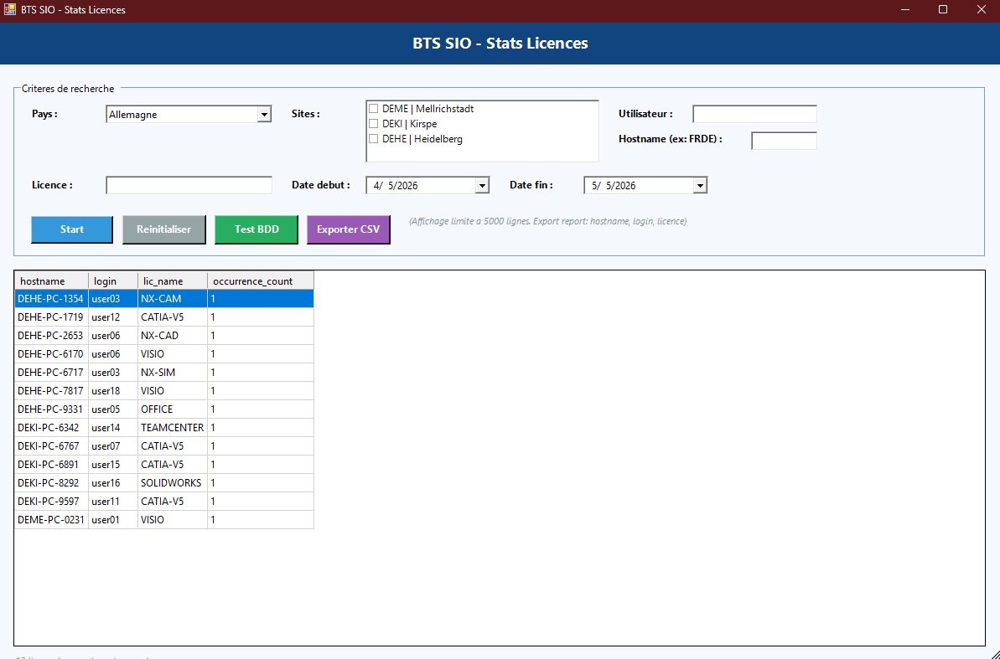 BTS SIO - Stats Licences
BTS SIO - Stats Licences
Criteres de recherche
Pays : Allemagne Sites : DEME | Mellrichstadt Utilisateur :
DEKI | Kirspe
DEHE | Heidelberg Hostname (ex: FRDE) :
Licence : Date debut : 4/ 5/2026 Date fin : 5/ 5/2026
Start Reinitialiser Test BDD Exporter CSV (Affichage limite a 5000 lignes. Export report: hostname, login, licence)
hostname login lic_name occurrence_count
DEHE-PC-1354 user03 NX-CAM 1
DEHE-PC-1719 user12 CATIA-V5 1
DEHE-PC-2653 user06 NX-CAD 1
DEHE-PC-6170 user06 VISIO 1
DEHE-PC-6717 user03 NX-SIM 1
DEHE-PC-7817 user18 VISIO 1
DEHE-PC-9331 user05 OFFICE 1
DEKI-PC-6342 user14 TEAMCENTER 1
DEKI-PC-6767 user07 CATIA-V5 1
DEKI-PC-6891 user15 CATIA-V5 1
DEKI-PC-8292 user16 SOLIDWORKS 1
DEKI-PC-9597 user11 CATIA-V5 1
DEME-PC-0231 user01 VISIO 1